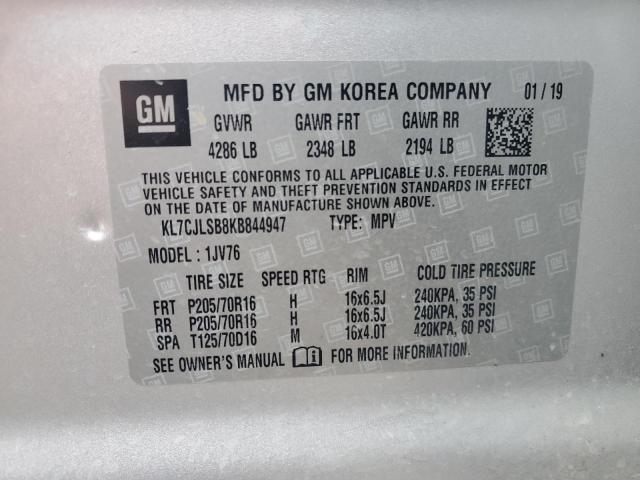 GM MFD BY GM KOREA COMPANY 01/19
GVWR GAWR FRT GAWR RR
4286 LB 2348 LB 2194 LB
THIS VEHICLE CONFORMS TO ALL APPLICABLE U.S. FEDERAL MOTOR
VEHICLE SAFETY AND THEFT PREVENTION STANDARDS IN EFFECT
ON THE DATE OF MANUFACTURE SHOWN ABOVE.
KL7CJLSB8KB844947 TYPE: MPV
MODEL : 1JV76
TIRE SIZE SPEED RTG RIM COLD TIRE PRESSURE
FRT P205/70R16 H 16x6.5J 240KPA, 35 PSI
RR P205/70R16 H 16x6.5J 240KPA, 35 PSI
SPA T125/70D16 M 16x4.0T 420KPA, 60 PSI
SEE OWNER'S MANUAL FOR MORE INFORMATION.